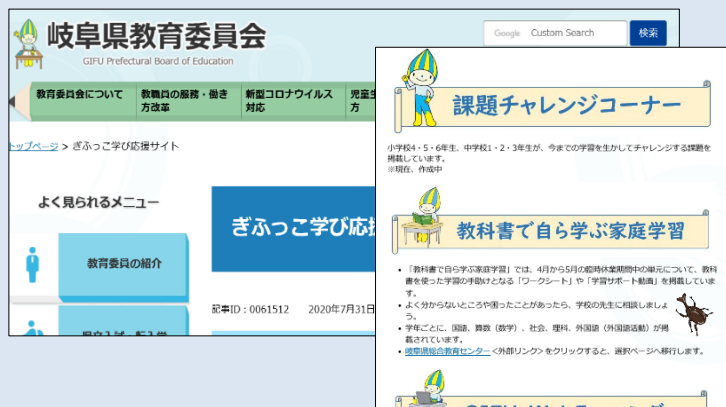 岐阜県教育委員会
GIFU Prefectural Board of Education
Google Custom Search
検索
教育委員会について
教職員の服務・働き
方改革
新型コロナウイルス
対応
児童生
方
トップページ > ぎふっこ学び応援サイト
よく見られるメニュー
教育委員の紹介
ぎふっこ学び応援
記事ID:0061512 2020年7月31日
課題チャレンジコーナー
小学校4・5・6年生、中学校1・2・3年生が、今までの学習を生かしてチャレンジする課題を
掲載しています。
※現在、作成中
教科書で自ら学ぶ家庭学習
・「教科書で自ら学ぶ家庭学習」では、4月から5月の臨時休業期間中の単元について、教科
書を使った学習の手助けとなる「ワークシート」や「学習サポート動画」を掲載していま
す。
・よく分からないところや困ったことがあったら、学校の先生に相談しましょ
う。
・学年ごとに、国語、算数(数学)、社会、理科、外国語(外国語活動)が掲
載されています。
・岐阜県総合教育センター<外部リンク>をクリックすると、選択ページへ移行します。